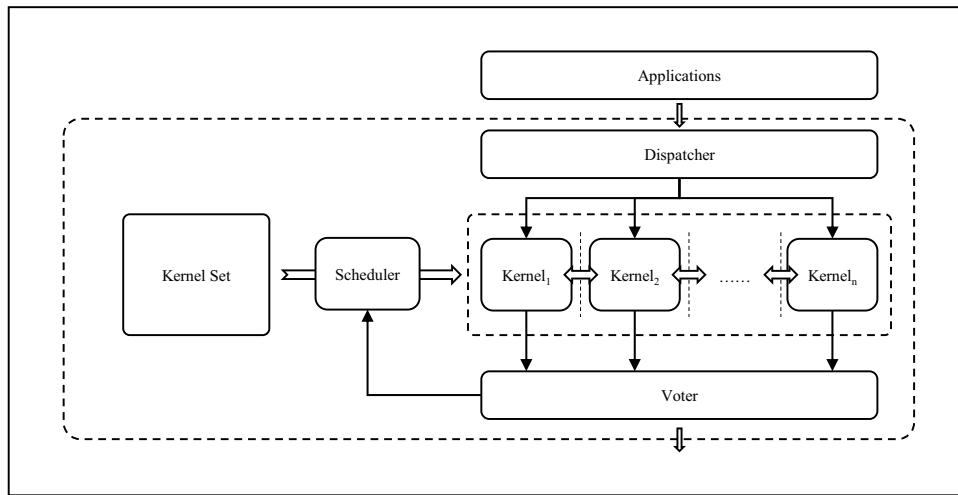 Applications
Dispatcher
Kernel Set
Scheduler
Kernel₁
Kernel₂
……
Kernelₙ
Voter